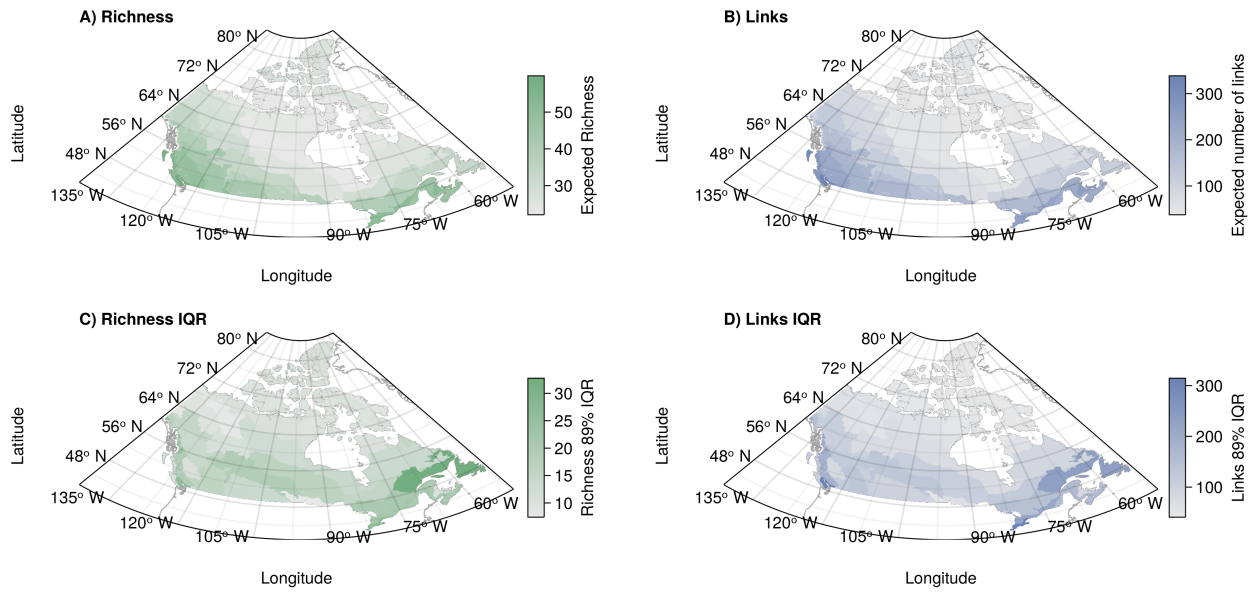 A) Richness
80° N
72° N
64° N
56° N
48° N
135° W
120° W
105° W
90° W
75° W
60° W
Latitude
Longitude
50
40
30
Expected Richness
B) Links
80° N
72° N
64° N
56° N
48° N
135° W
120° W
105° W
90° W
75° W
60° W
Latitude
Longitude
300
200
100
Expected number of links
C) Richness IQR
80° N
72° N
64° N
56° N
48° N
135° W
120° W
105° W
90° W
75° W
60° W
Latitude
Longitude
30
25
20
15
10
Richness 89% IQR
D) Links IQR
80° N
72° N
64° N
56° N
48° N
135° W
120° W
105° W
90° W
75° W
60° W
Latitude
Longitude
300
200
100
Links 89% IQR